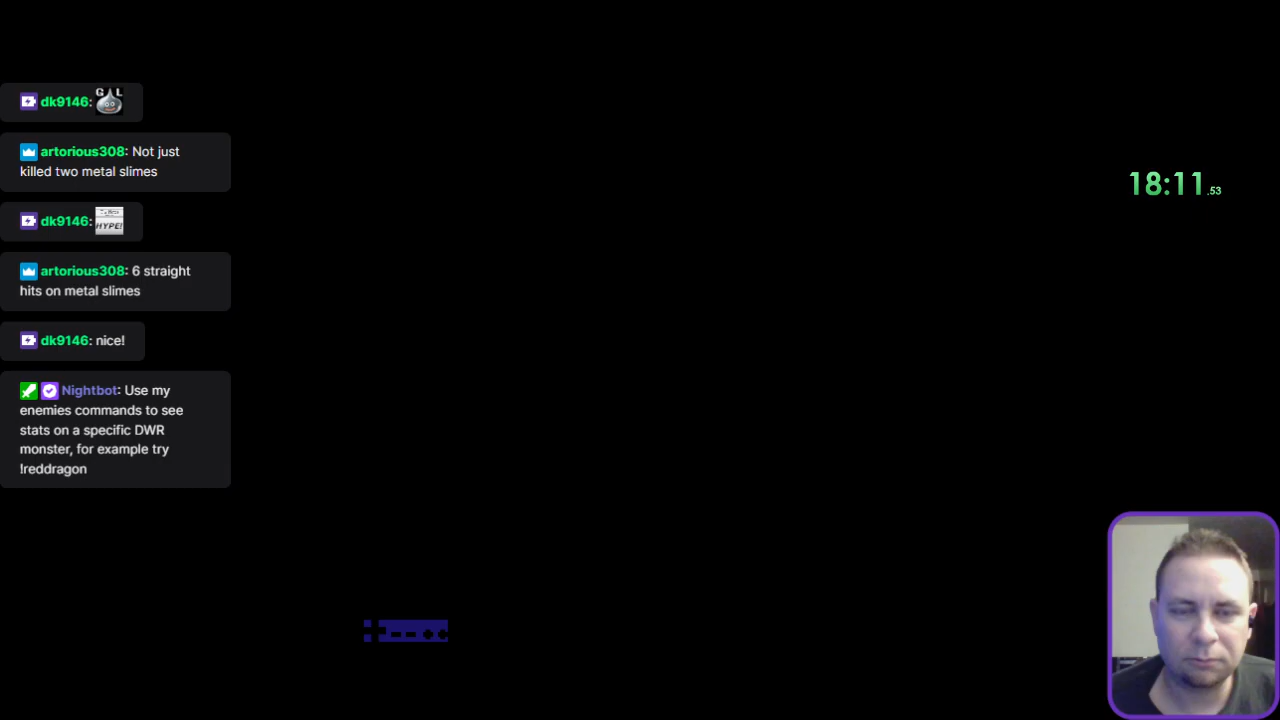 dk9146: G L
artorious308: Not just
killed two metal slimes
dk9146: HYPE!
artorious308: 6 straight
hits on metal slimes
dk9146: nice!
Nightbot: Use my
enemies commands to see
stats on a specific DWR
monster, for example try
!reddragon
18:11.53